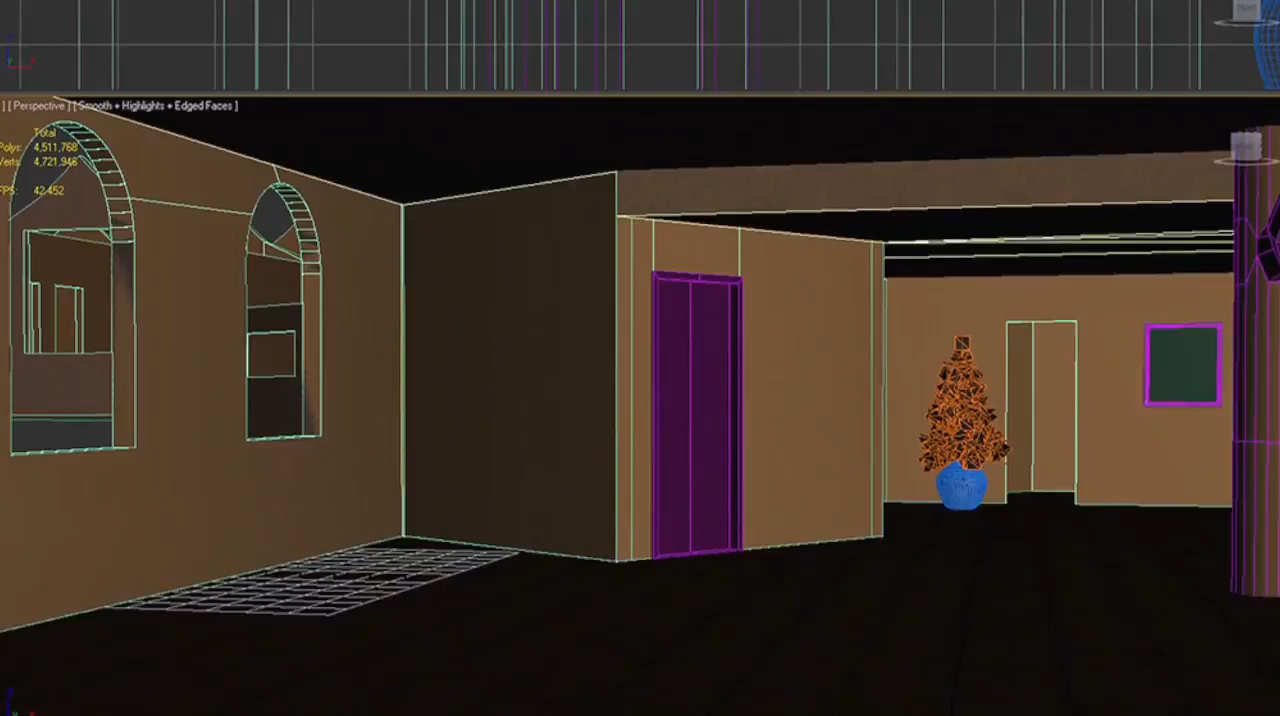 ] [ Perspective ] [ Smooth + Highlights + Edged Faces ]
Total
Polys: 4,511,768
Verts: 4,721,946
FPS: 42.452